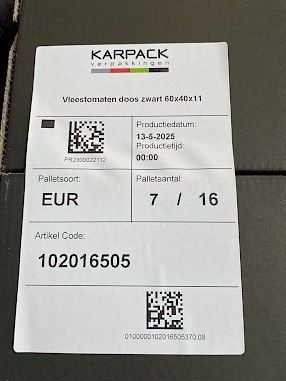 KARPACK
verpakkingen
Vleestomaten doos zwart 60x40x11
Productiedatum:
13-5-2025
Productietijd:
00:00
PR2300022112
Palletsoort:
EUR
Palletaantal:
7 / 16
Artikel Code:
102016505
0100000102016505370,08